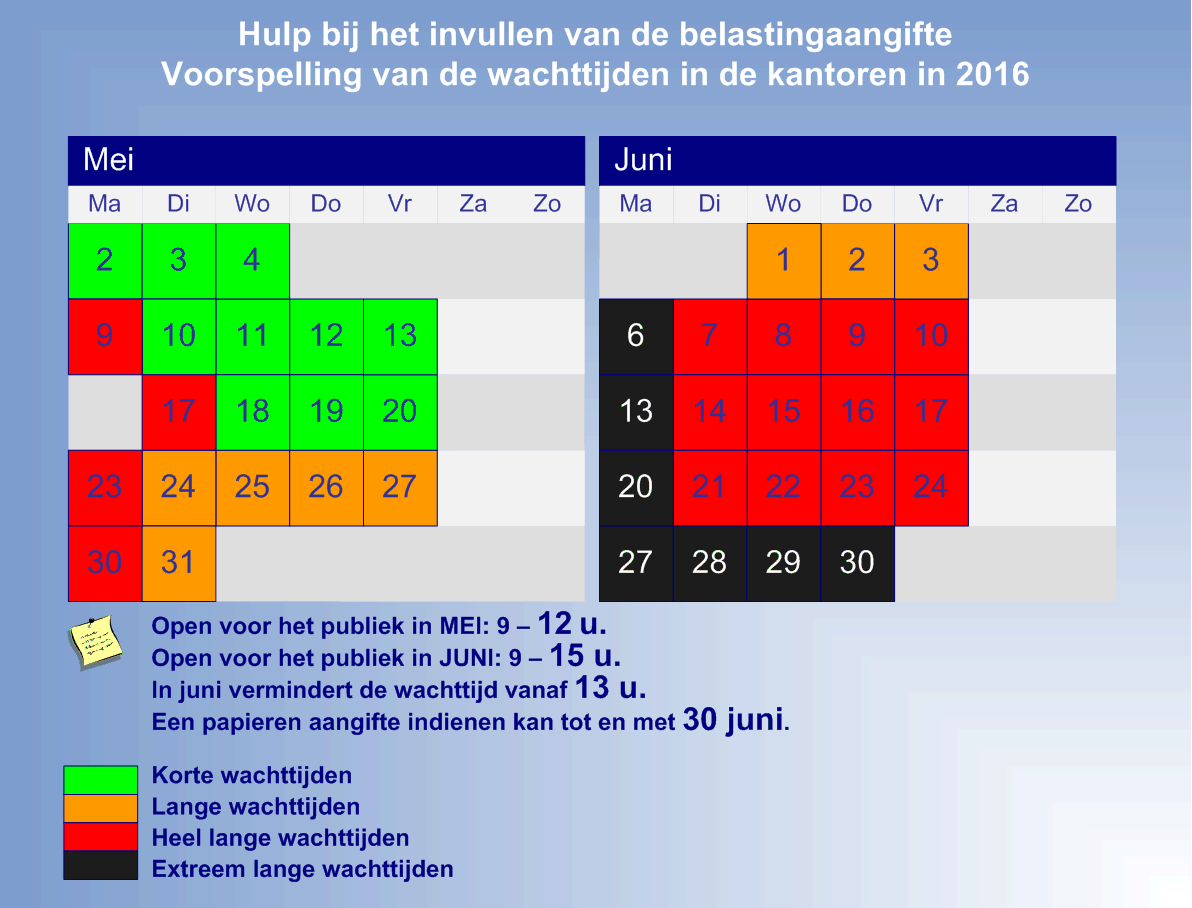 Hulp bij het invullen van de belastingaangifte
Voorspelling van de wachttijden in de kantoren in 2016
Mei
Ma Di Wo Do Vr Za Zo
2 3 4
9 10 11 12 13
17 18 19 20
23 24 25 26 27
30 31
Juni
Ma Di Wo Do Vr Za Zo
1 2 3
6 7 8 9 10
13 14 15 16 17
20 21 22 23 24
27 28 29 30
Open voor het publiek in MEI: 9 – 12 u.
Open voor het publiek in JUNI: 9 – 15 u.
In juni vermindert de wachttijd vanaf 13 u.
Een papieren aangifte indienen kan tot en met 30 juni.
Korte wachttijden
Lange wachttijden
Heel lange wachttijden
Extreem lange wachttijden